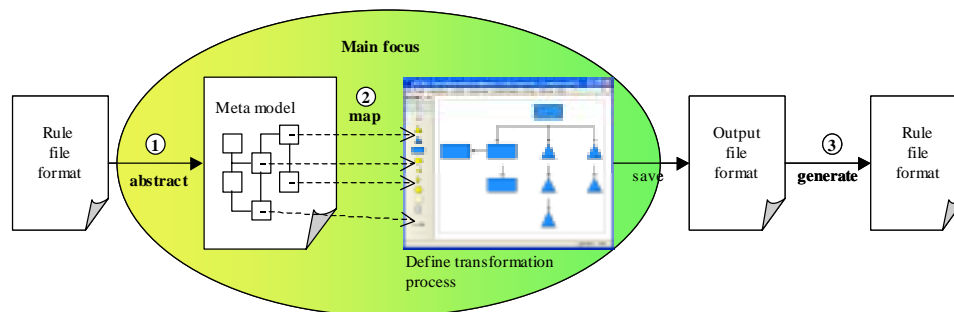 Main focus
Rule
file
format
1
abstract
Meta model
2
map
Define transformation
process
save
Output
file
format
3
generate
Rule
file
format